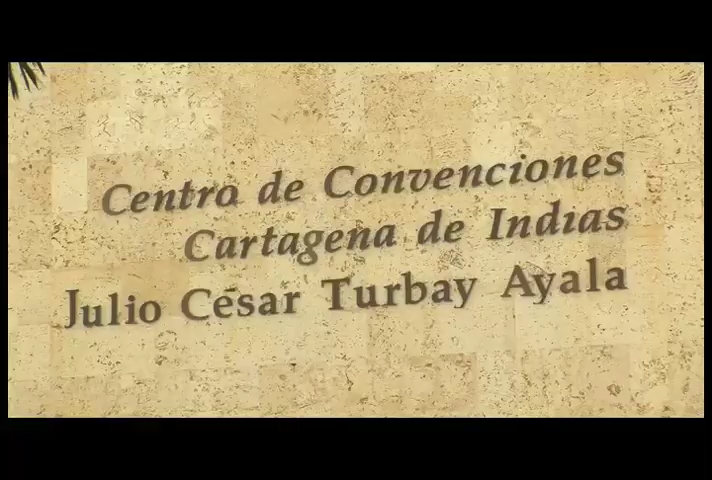 Centro de Convenciones
Cartagena de Indias
Julio César Turbay Ayala